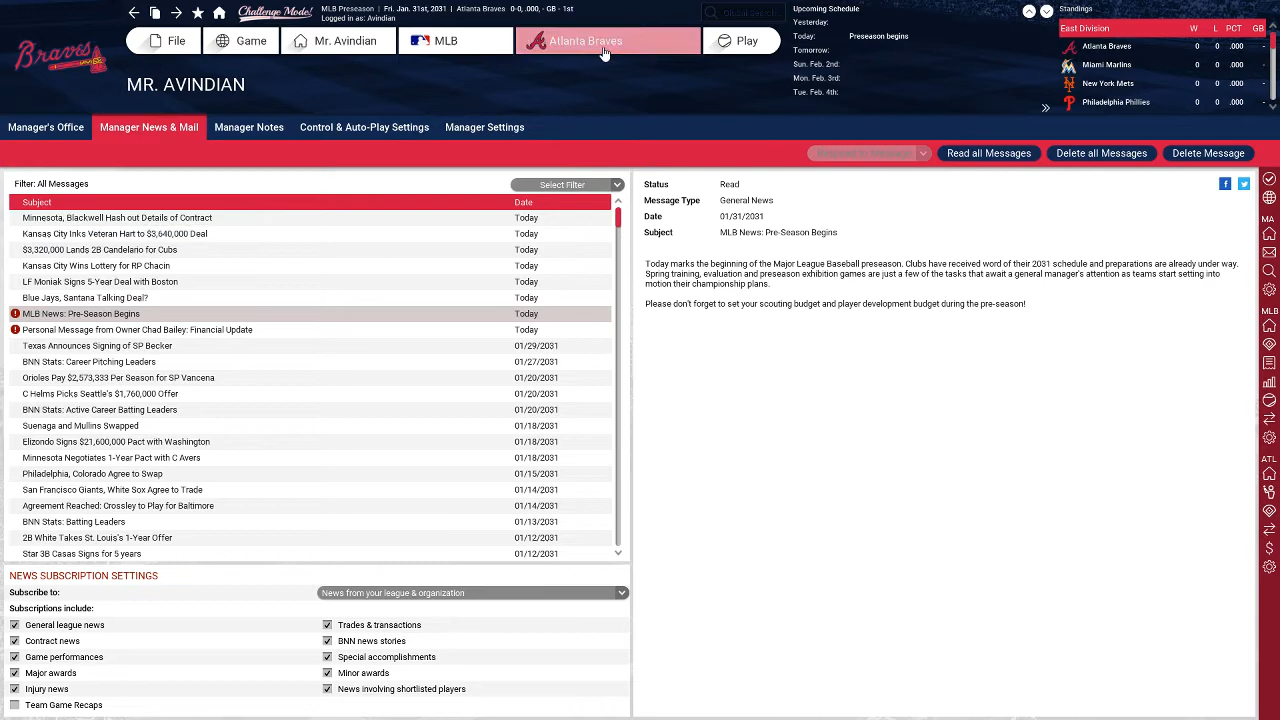 Challenge Mode!
MLB Preseason | Fri. Jan. 31st, 2031 | Atlanta Braves 0-0, .000, - GB - 1st
Logged in as: Avindian
File
Game
Mr. Avindian
MLB
Atlanta Braves
Play
Braves
MR. AVINDIAN
Upcoming Schedule
Yesterday:
Today: Preseason begins
Tomorrow:
Sun. Feb. 2nd:
Mon. Feb. 3rd:
Tue. Feb. 4th:
Standings
East Division W L PCT GB
Atlanta Braves 0 0 .000 -
Miami Marlins 0 0 .000 -
New York Mets 0 0 .000 -
Philadelphia Phillies 0 0 .000 -
Manager's Office
Manager News & Mail
Manager Notes
Control & Auto-Play Settings
Manager Settings
Read all Messages
Delete all Messages
Delete Message
Filter: All Messages
Select Filter
Subject Date
Minnesota, Blackwell Hash out Details of Contract Today
Kansas City Inks Veteran Hart to $3,640,000 Deal Today
$3,320,000 Lands 2B Candelario for Cubs Today
Kansas City Wins Lottery for RP Chacin Today
LF Moniak Signs 5-Year Deal with Boston Today
Blue Jays, Santana Talking Deal? Today
MLB News: Pre-Season Begins Today
Personal Message from Owner Chad Bailey: Financial Update Today
Texas Announces Signing of SP Becker 01/29/2031
BNN Stats: Career Pitching Leaders 01/27/2031
Orioles Pay $2,573,333 Per Season for SP Vancena 01/20/2031
C Helms Picks Seattle's $1,760,000 Offer 01/20/2031
BNN Stats: Active Career Batting Leaders 01/20/2031
Suenaga and Mullins Swapped 01/18/2031
Elizondo Signs $21,600,000 Pact with Washington 01/18/2031
Minnesota Negotiates 1-Year Pact with C Avers 01/18/2031
Philadelphia, Colorado Agree to Swap 01/15/2031
San Francisco Giants, White Sox Agree to Trade 01/14/2031
Agreement Reached: Crossley to Play for Baltimore 01/14/2031
BNN Stats: Batting Leaders 01/13/2031
2B White Takes St. Louis's 1-Year Offer 01/12/2031
Star 3B Casas Signs for 5 years 01/12/2031
Status Read
Message Type General News
Date 01/31/2031
Subject MLB News: Pre-Season Begins
Today marks the beginning of the Major League Baseball preseason. Clubs have received word of their 2031 schedule and preparations are already under way.
Spring training, evaluation and preseason exhibition games are just a few of the tasks that await a general manager's attention as teams start setting into
motion their championship plans.
Please don't forget to set your scouting budget and player development budget during the pre-season!
NEWS SUBSCRIPTION SETTINGS
Subscribe to: News from your league & organization
Subscriptions include:
General league news Trades & transactions
Contract news BNN news stories
Game performances Special accomplishments
Major awards Minor awards
Injury news News involving shortlisted players
Team Game Recaps
MA
MLB
ATL